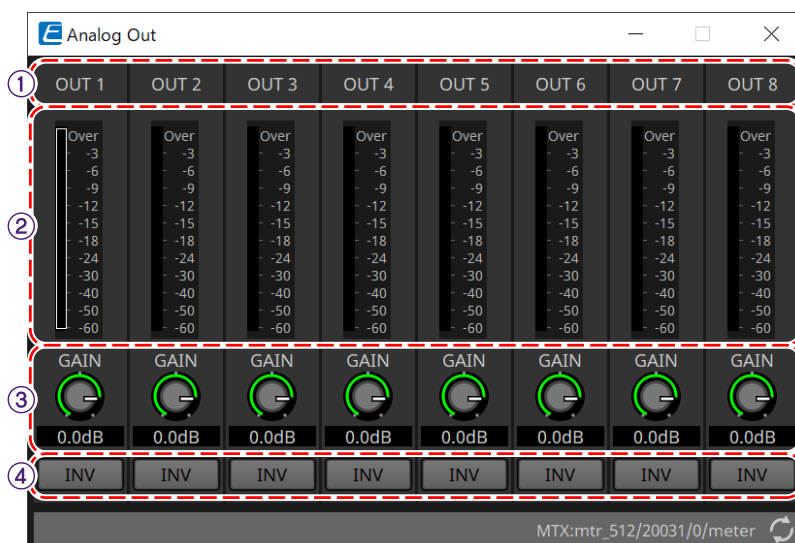 E Analog Out
① OUT 1 OUT 2 OUT 3 OUT 4 OUT 5 OUT 6 OUT 7 OUT 8
② Over Over Over Over Over Over Over Over
-3 -3 -3 -3 -3 -3 -3 -3
-6 -6 -6 -6 -6 -6 -6 -6
-9 -9 -9 -9 -9 -9 -9 -9
-12 -12 -12 -12 -12 -12 -12 -12
-15 -15 -15 -15 -15 -15 -15 -15
-18 -18 -18 -18 -18 -18 -18 -18
-24 -24 -24 -24 -24 -24 -24 -24
-30 -30 -30 -30 -30 -30 -30 -30
-40 -40 -40 -40 -40 -40 -40 -40
-50 -50 -50 -50 -50 -50 -50 -50
-60 -60 -60 -60 -60 -60 -60 -60
③ GAIN GAIN GAIN GAIN GAIN GAIN GAIN GAIN
0.0dB 0.0dB 0.0dB 0.0dB 0.0dB 0.0dB 0.0dB 0.0dB
④ INV INV INV INV INV INV INV INV
MTX:mtr_512/20031/0/meter